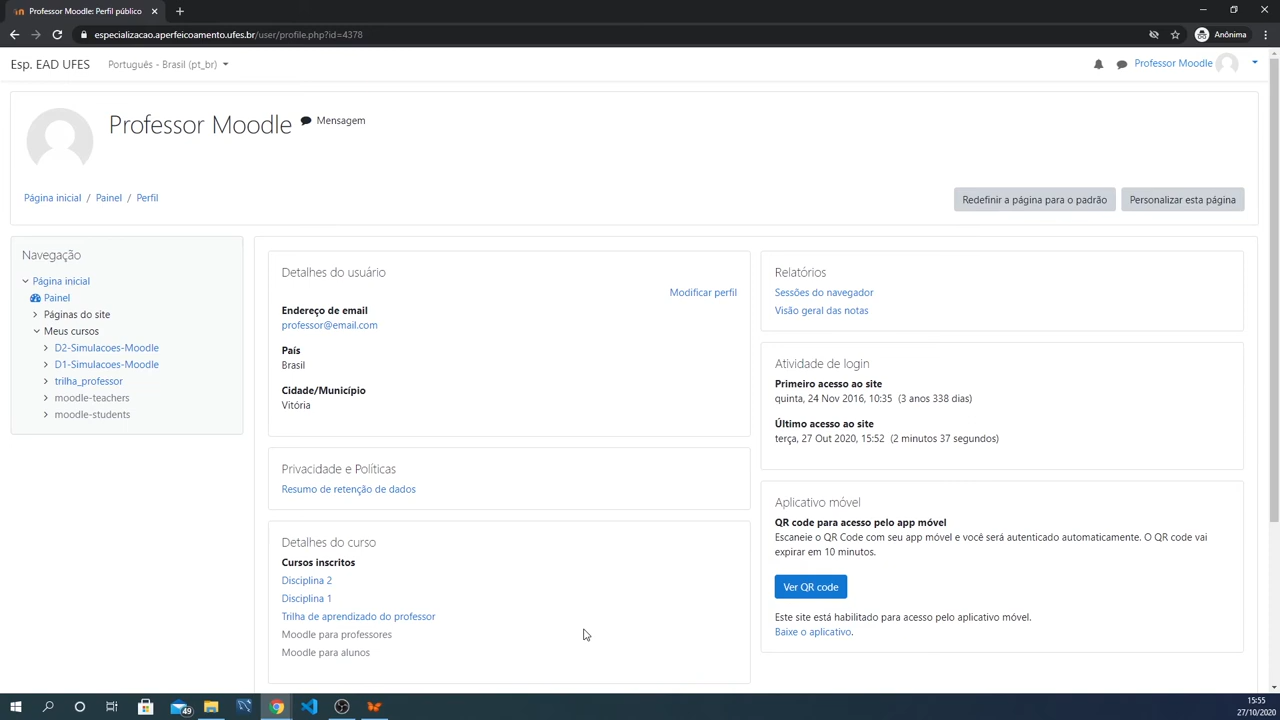 Professor Moodle: Perfil público
especializacao.aperfeicoamento.ufes.br/user/profile.php?id=4378
Anônima
Esp. EAD UFES
Português - Brasil (pt_br)
Professor Moodle
Professor Moodle
Mensagem
Página inicial / Painel / Perfil
Redefinir a página para o padrão
Personalizar esta página
Navegação
Página inicial
Painel
Páginas do site
Meus cursos
D2-Simulacoes-Moodle
D1-Simulacoes-Moodle
trilha_professor
moodle-teachers
moodle-students
Detalhes do usuário
Modificar perfil
Endereço de email
professor@email.com
País
Brasil
Cidade/Município
Vitória
Privacidade e Políticas
Resumo de retenção de dados
Detalhes do curso
Cursos inscritos
Disciplina 2
Disciplina 1
Trilha de aprendizado do professor
Moodle para professores
Moodle para alunos
Relatórios
Sessões do navegador
Visão geral das notas
Atividade de login
Primeiro acesso ao site
quinta, 24 Nov 2016, 10:35 (3 anos 338 dias)
Último acesso ao site
terça, 27 Out 2020, 15:52 (2 minutos 37 segundos)
Aplicativo móvel
QR code para acesso pelo app móvel
Escaneie o QR Code com seu app móvel e você será autenticado automaticamente. O QR code vai
expirar em 10 minutos.
Ver QR code
Este site está habilitado para acesso pelo aplicativo móvel.
Baixe o aplicativo.
49
15:55
27/10/2020